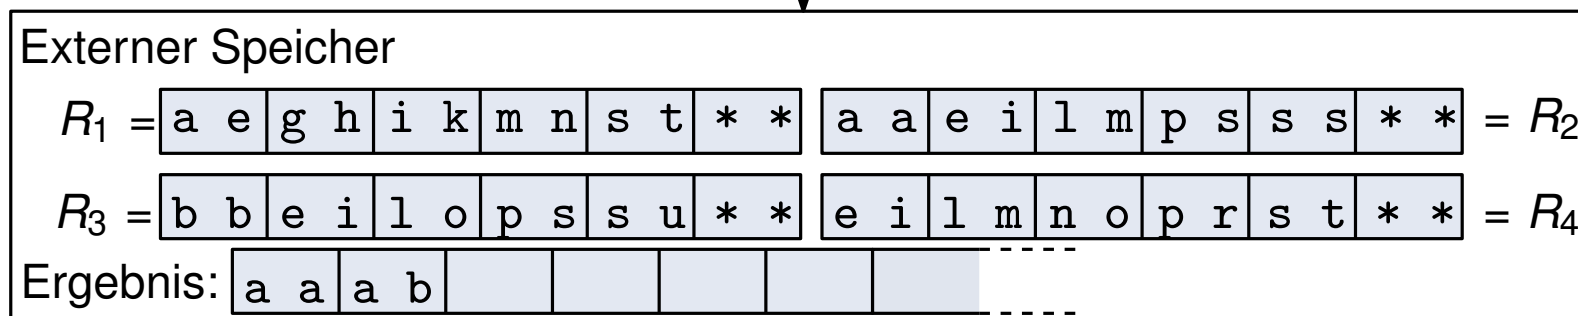 Externer Speicher
R1 = a e g h i k m n s t * * a a e i l m p s s s * * = R2
R3 = b b e i l o p s s u * * e i l m n o p r s t * * = R4
Ergebnis: a a a b